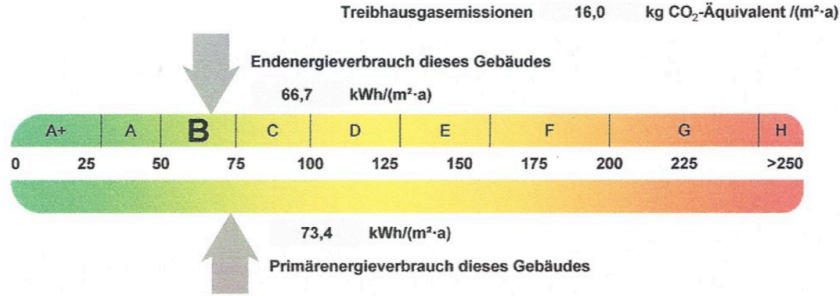 Treibhausgasemissionen 16,0 kg CO₂-Äquivalent /(m²·a)
Endenergieverbrauch dieses Gebäudes
66,7 kWh/(m²·a)
A+ A B C D E F G H
0 25 50 75 100 125 150 175 200 225 >250
73,4 kWh/(m²·a)
Primärenergieverbrauch dieses Gebäudes